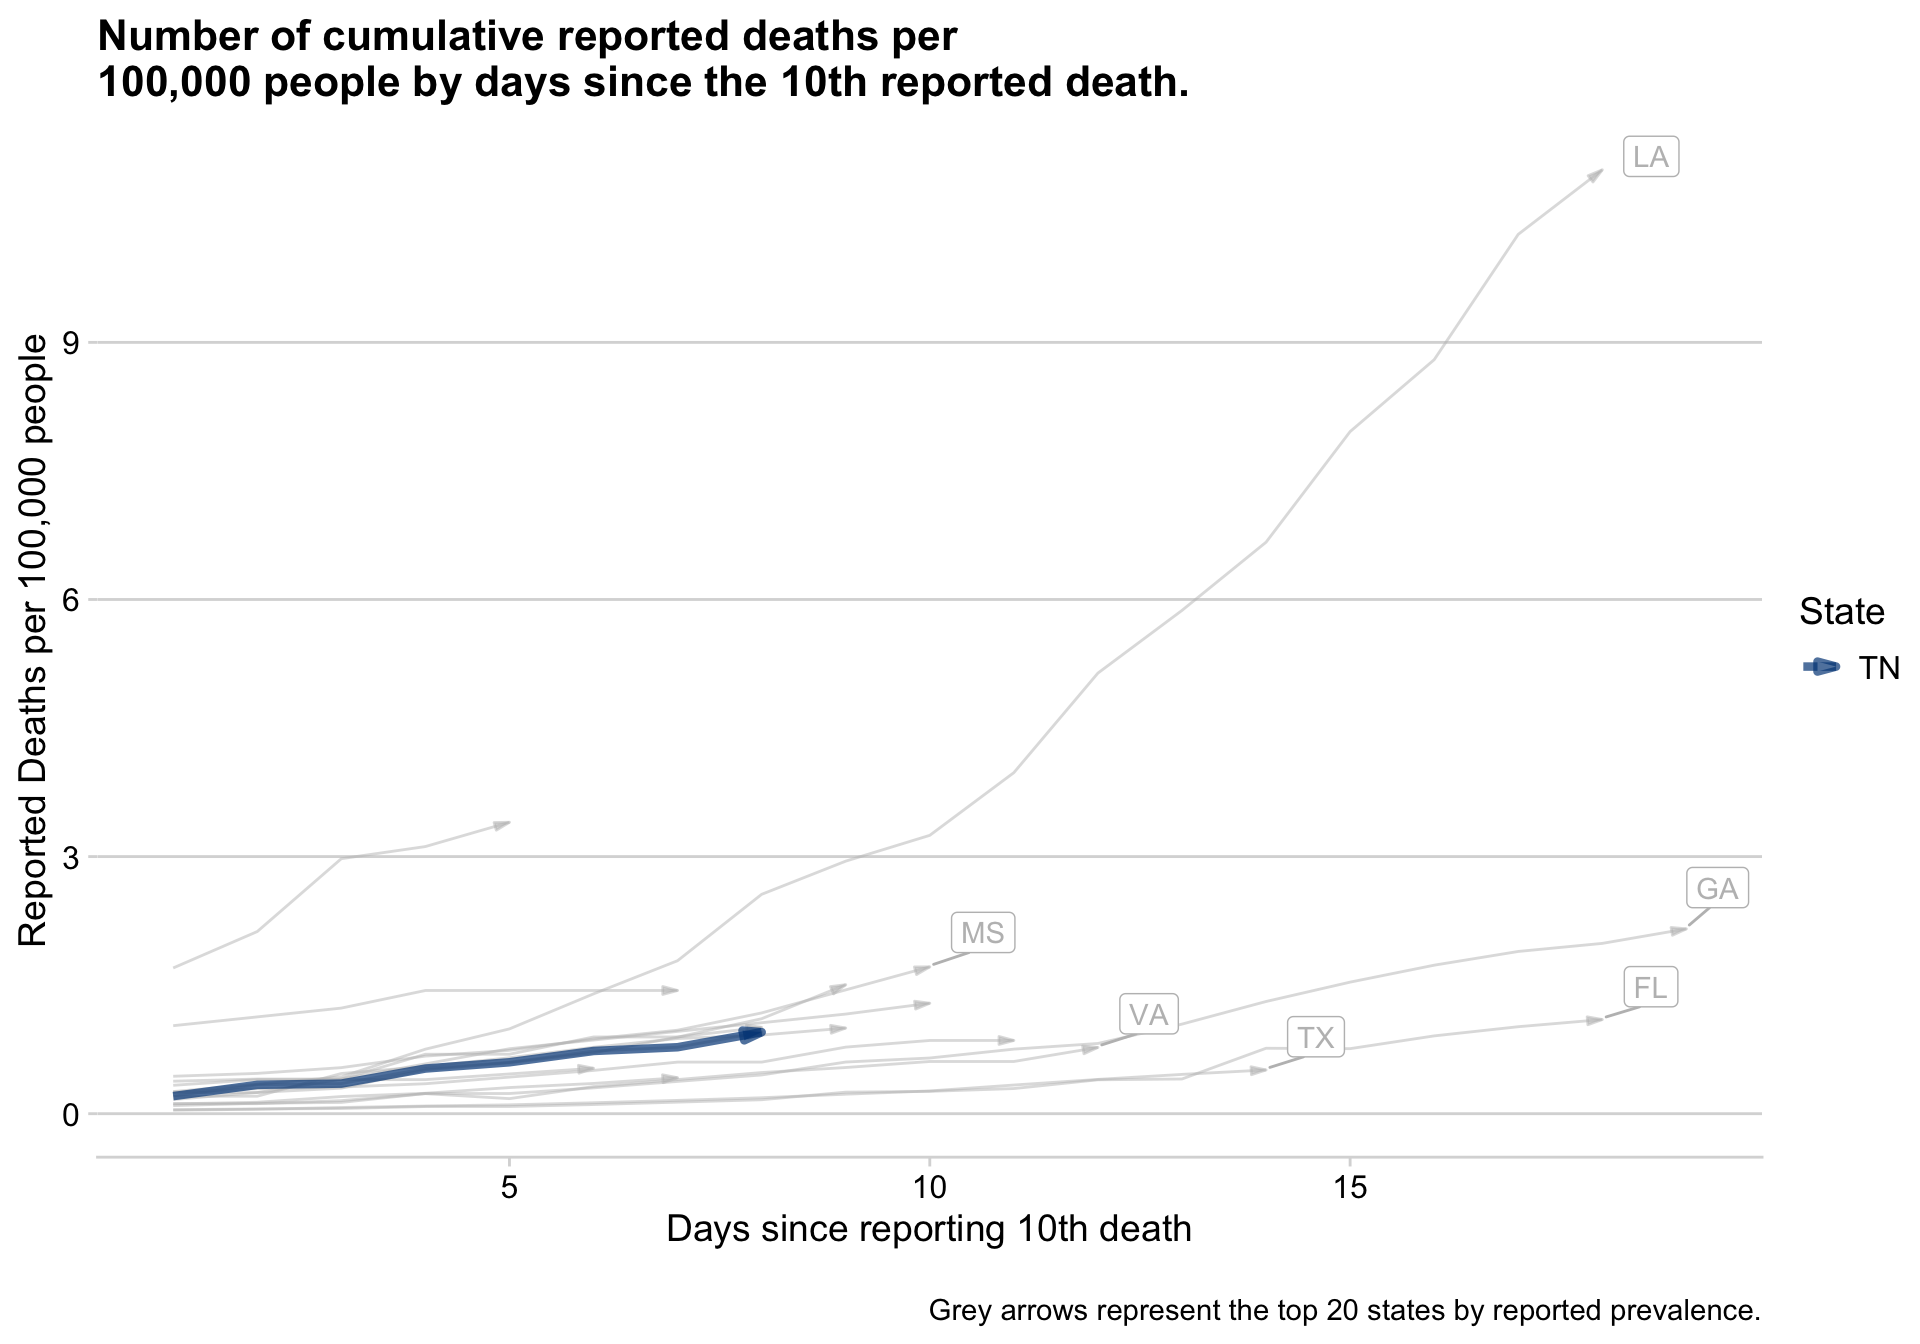 Number of cumulative reported deaths per
100,000 people by days since the 10th reported death.
Reported Deaths per 100,000 people
9
6
3
0
LA
GA
MS
FL
VA
TX
State
TN
5
10
15
Days since reporting 10th death
Grey arrows represent the top 20 states by reported prevalence.